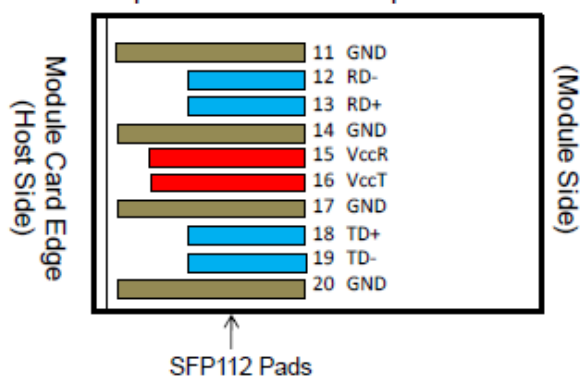 Module Card Edge
(Host Side)
11 GND
12 RD-
13 RD+
14 GND
15 VccR
16 VccT
17 GND
18 TD+
19 TD-
20 GND
(Module Side)
SFP112 Pads